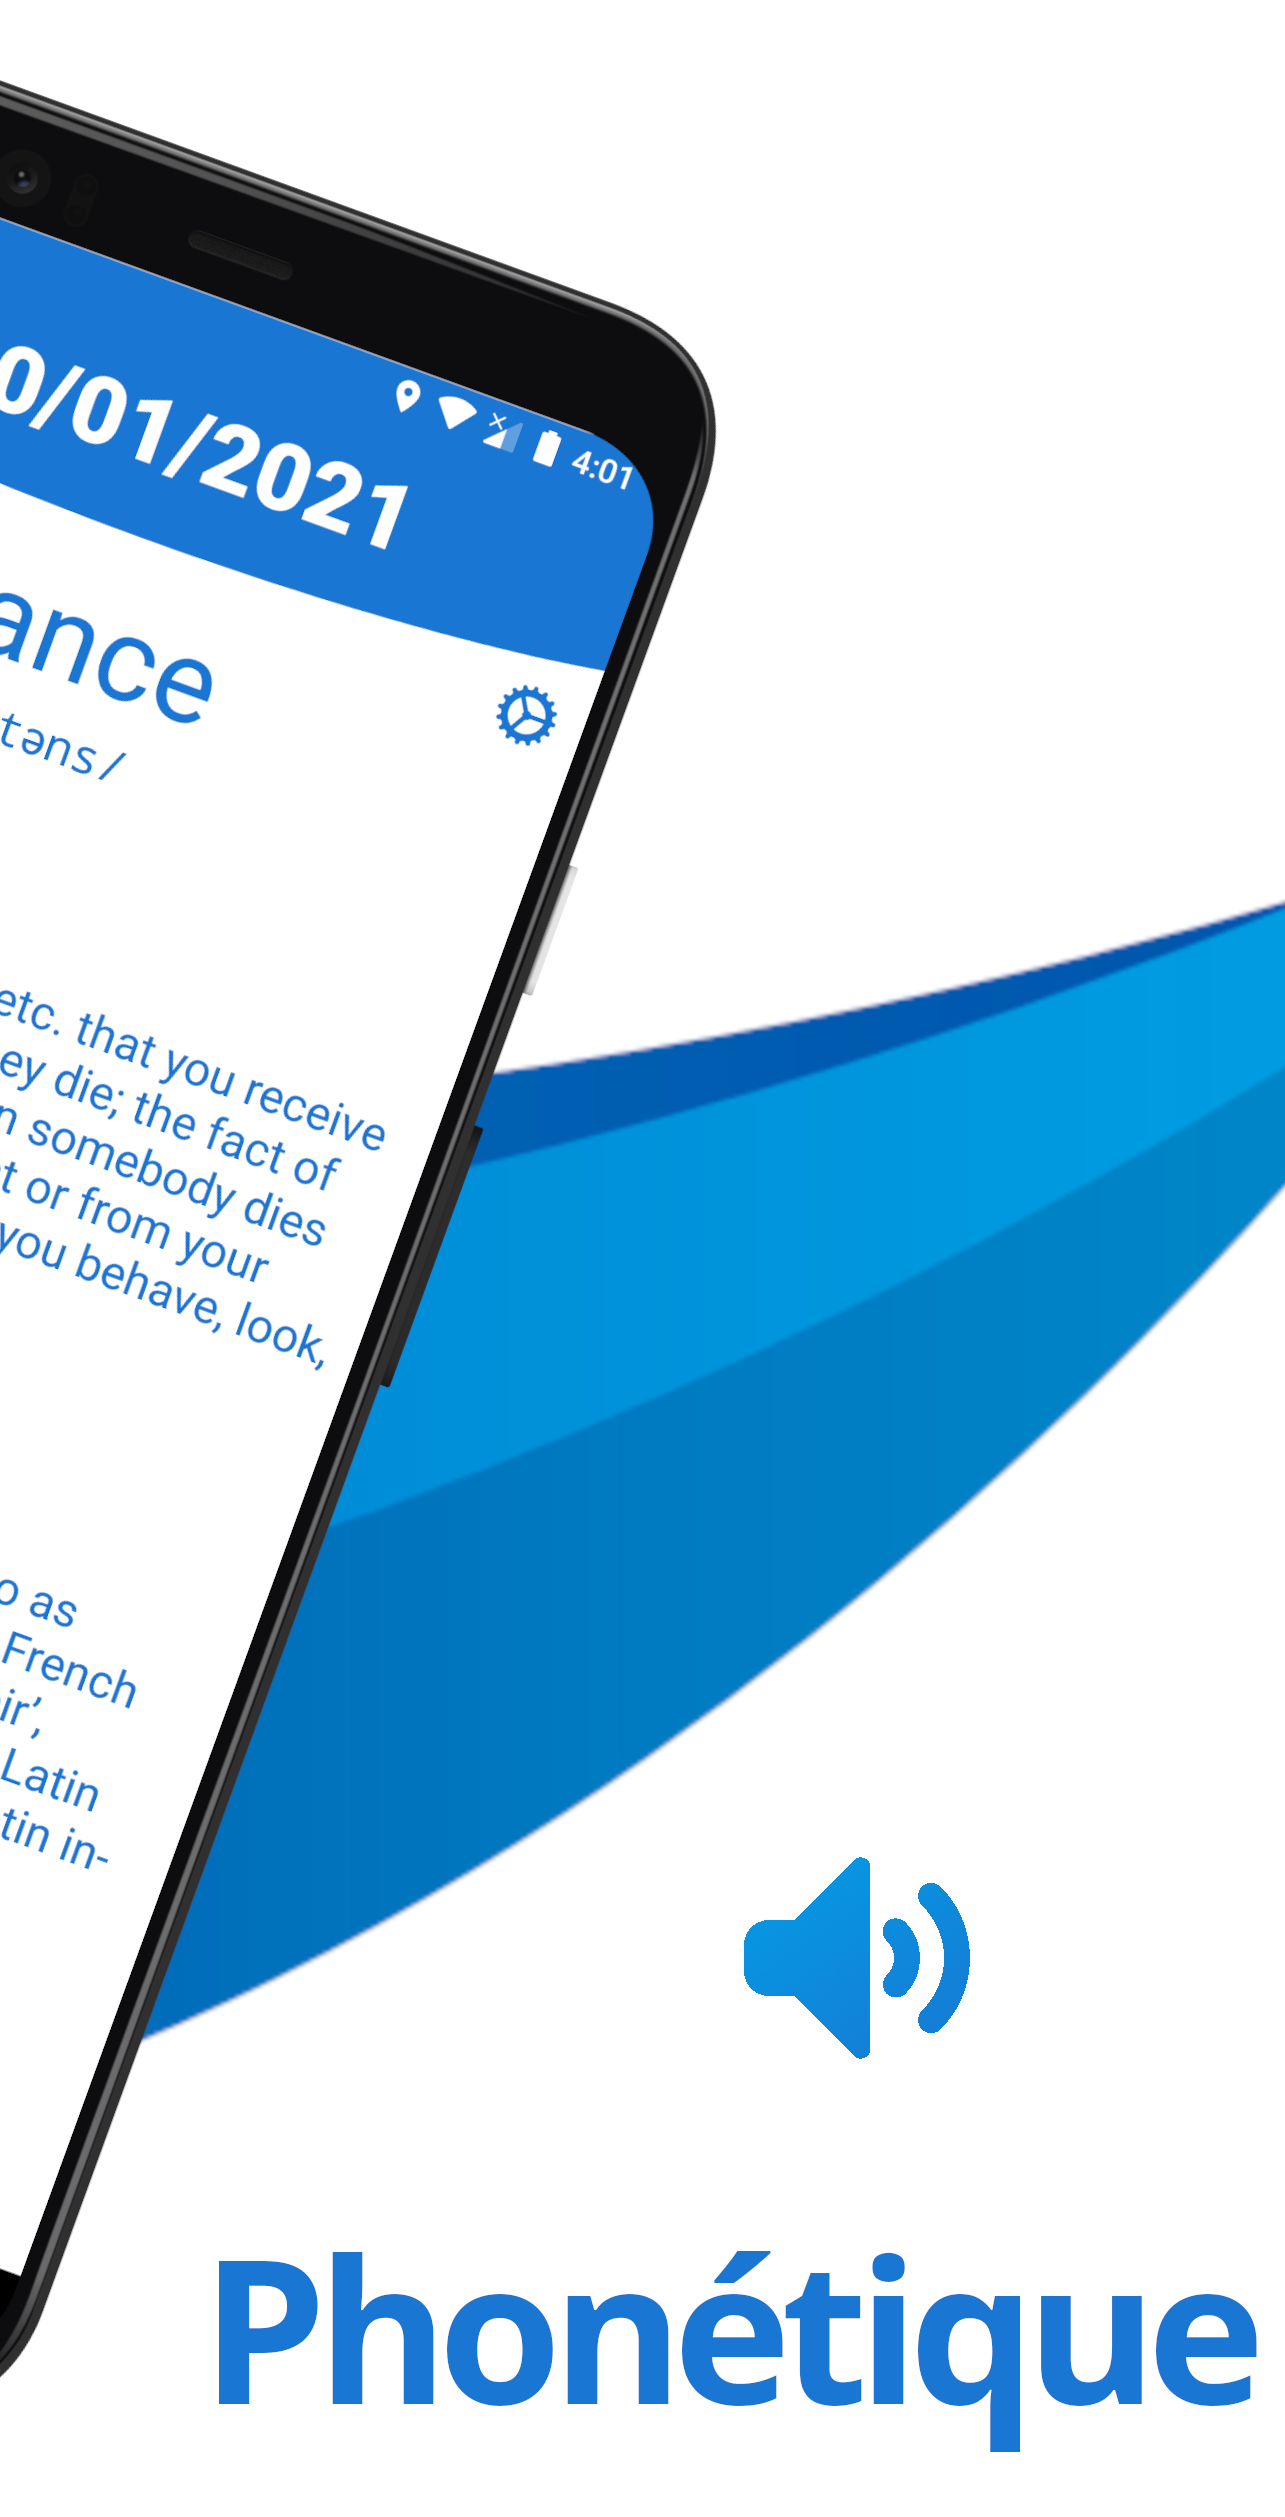 0/01/2021
4:01
ance
təns/
etc. that you receive
ey die; the fact of
n somebody dies
t or from your
you behave, look,
o as
French
ir’,
Latin
tin in-
Phonétique